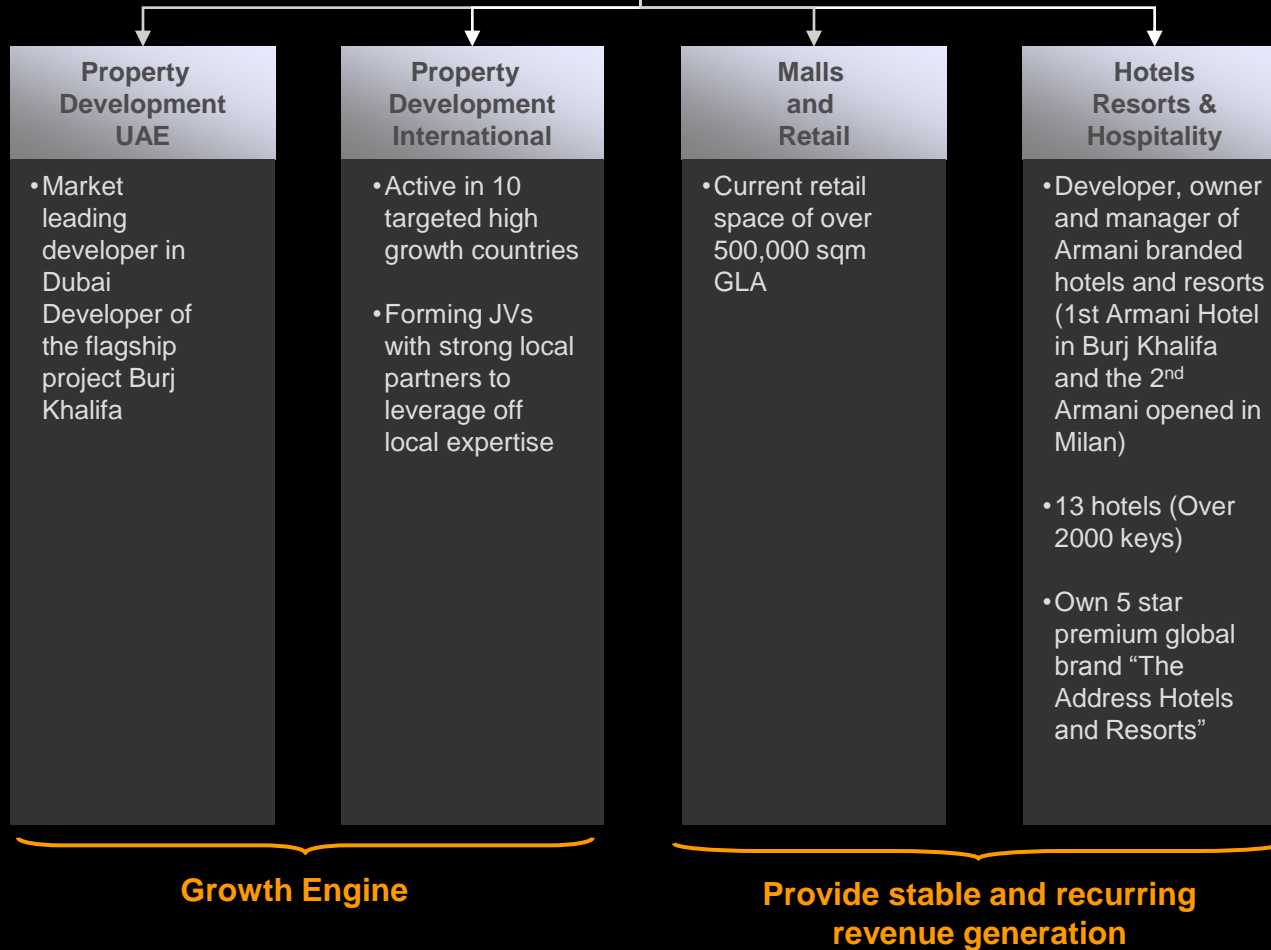 Property
Development
UAE
•Market
leading
developer in
Dubai
Developer of
the flagship
project Burj
Khalifa
Property
Development
International
•Active in 10
targeted high
growth countries
•Forming JVs
with strong local
partners to
leverage off
local expertise
Malls
and
Retail
•Current retail
space of over
500,000 sqm
GLA
Hotels
Resorts &
Hospitality
•Developer, owner
and manager of
Armani branded
hotels and resorts
(1st Armani Hotel
in Burj Khalifa
and the 2nd
Armani opened in
Milan)
•13 hotels (Over
2000 keys)
•Own 5 star
premium global
brand “The
Address Hotels
and Resorts”
Growth Engine
Provide stable and recurring
revenue generation